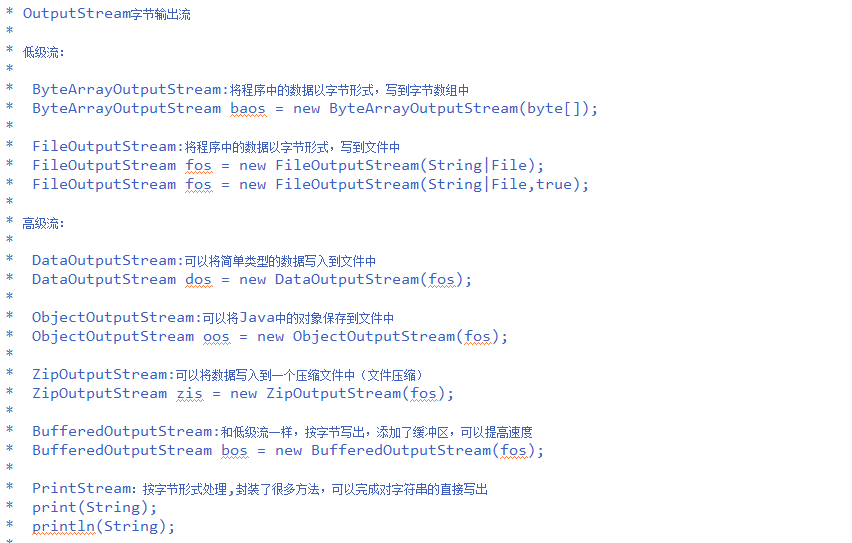 * OutputStream字节输出流
*
* 低级流:
*
*  ByteArrayOutputStream:将程序中的数据以字节形式，写到字节数组中
*  ByteArrayOutputStream baos = new ByteArrayOutputStream(byte[]);
*
*  FileOutputStream:将程序中的数据以字节形式，写到文件中
*  FileOutputStream fos = new FileOutputStream(String|File);
*  FileOutputStream fos = new FileOutputStream(String|File,true);
*
* 高级流:
*
*  DataOutputStream:可以将简单类型的数据写入到文件中
*  DataOutputStream dos = new DataOutputStream(fos);
*
*  ObjectOutputStream:可以将Java中的对象保存到文件中
*  ObjectOutputStream oos = new ObjectOutputStream(fos);
*
*  ZipOutputStream:可以将数据写入到一个压缩文件中（文件压缩）
*  ZipOutputStream zis = new ZipOutputStream(fos);
*
*  BufferedOutputStream:和低级流一样，按字节写出，添加了缓冲区，可以提高速度
*  BufferedOutputStream bos = new BufferedOutputStream(fos);
*
*  PrintStream：按字节形式处理,封装了很多方法，可以完成对字符串的直接写出
*  print(String);
*  println(String);
*